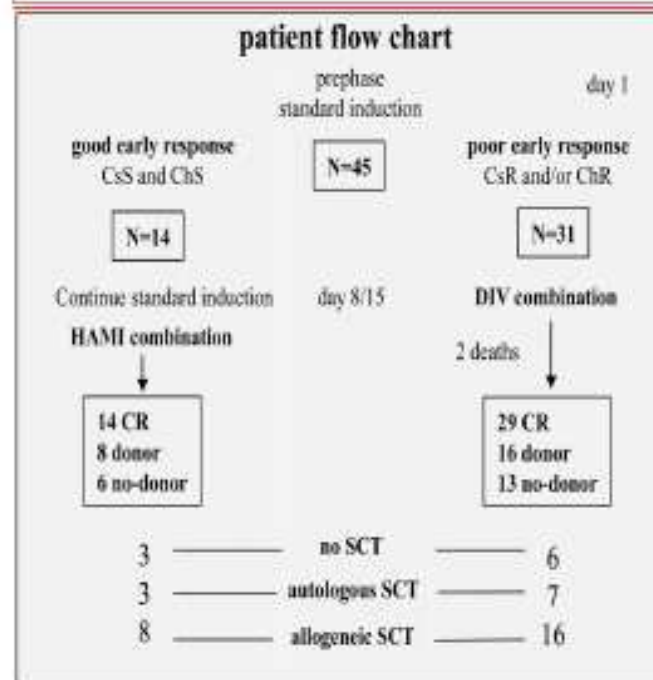 patient flow chart
prephase
standard induction
day 1
good early response
CsS and ChS
N=45
poor early response
CsR and/or ChR
N=14
N=31
Continue standard induction
day 8/15
DIV combination
HAMI combination
2 deaths
14 CR
8 donor
6 no-donor
29 CR
16 donor
13 no-donor
3 no SCT 6
3 autologous SCT 7
8 allogeneic SCT 16